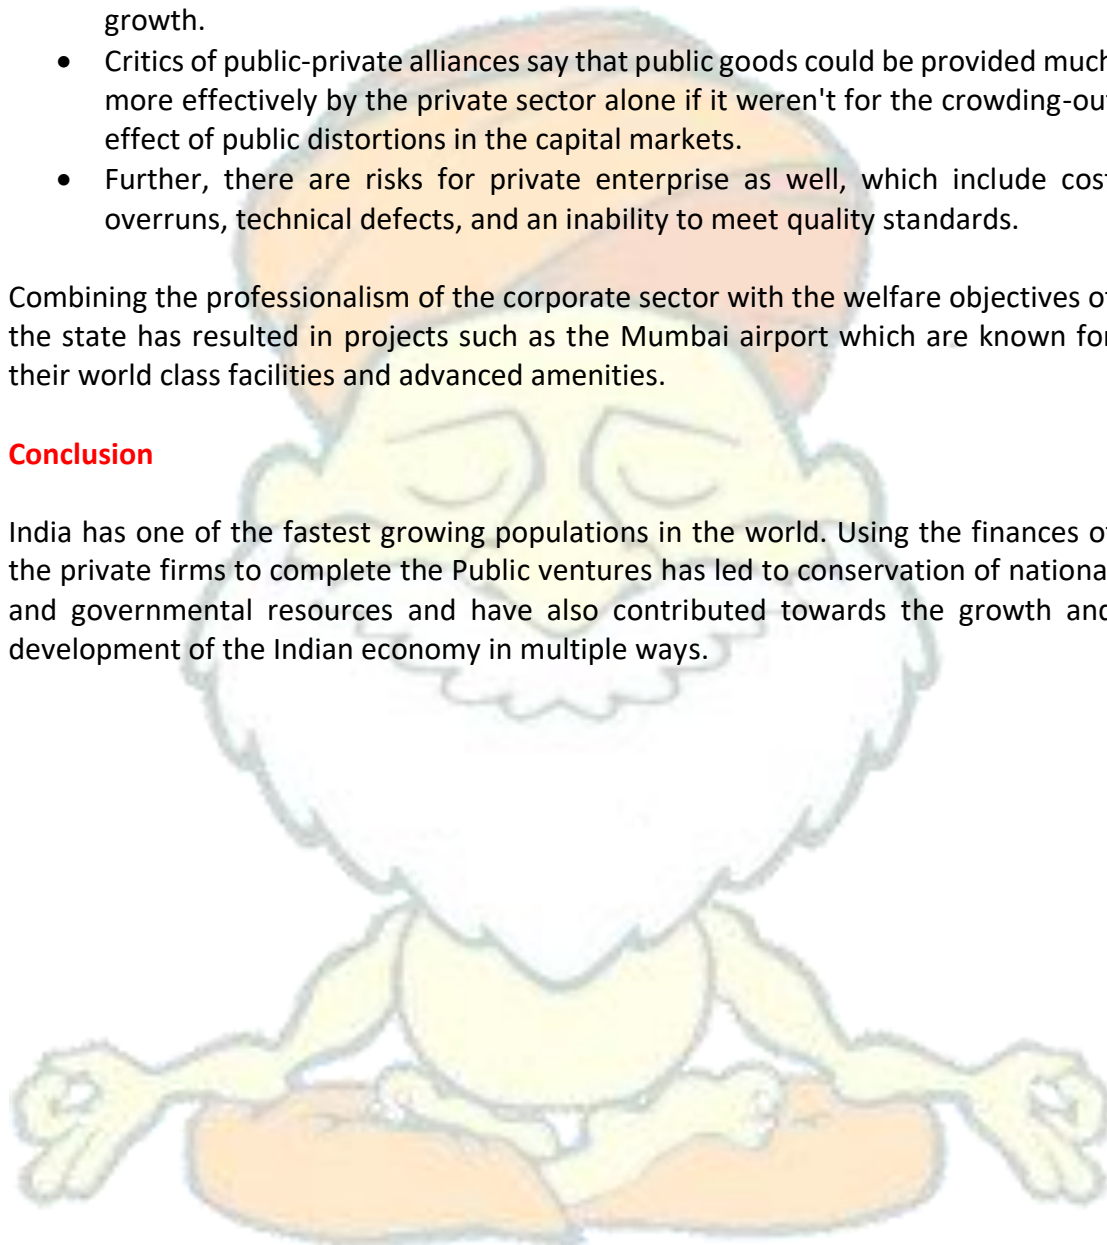 growth.
• Critics of public-private alliances say that public goods could be provided much
more effectively by the private sector alone if it weren't for the crowding-out
effect of public distortions in the capital markets.
• Further, there are risks for private enterprise as well, which include cost
overruns, technical defects, and an inability to meet quality standards.
Combining the professionalism of the corporate sector with the welfare objectives of
the state has resulted in projects such as the Mumbai airport which are known for
their world class facilities and advanced amenities.
Conclusion
India has one of the fastest growing populations in the world. Using the finances of
the private firms to complete the Public ventures has led to conservation of national
and governmental resources and have also contributed towards the growth and
development of the Indian economy in multiple ways.